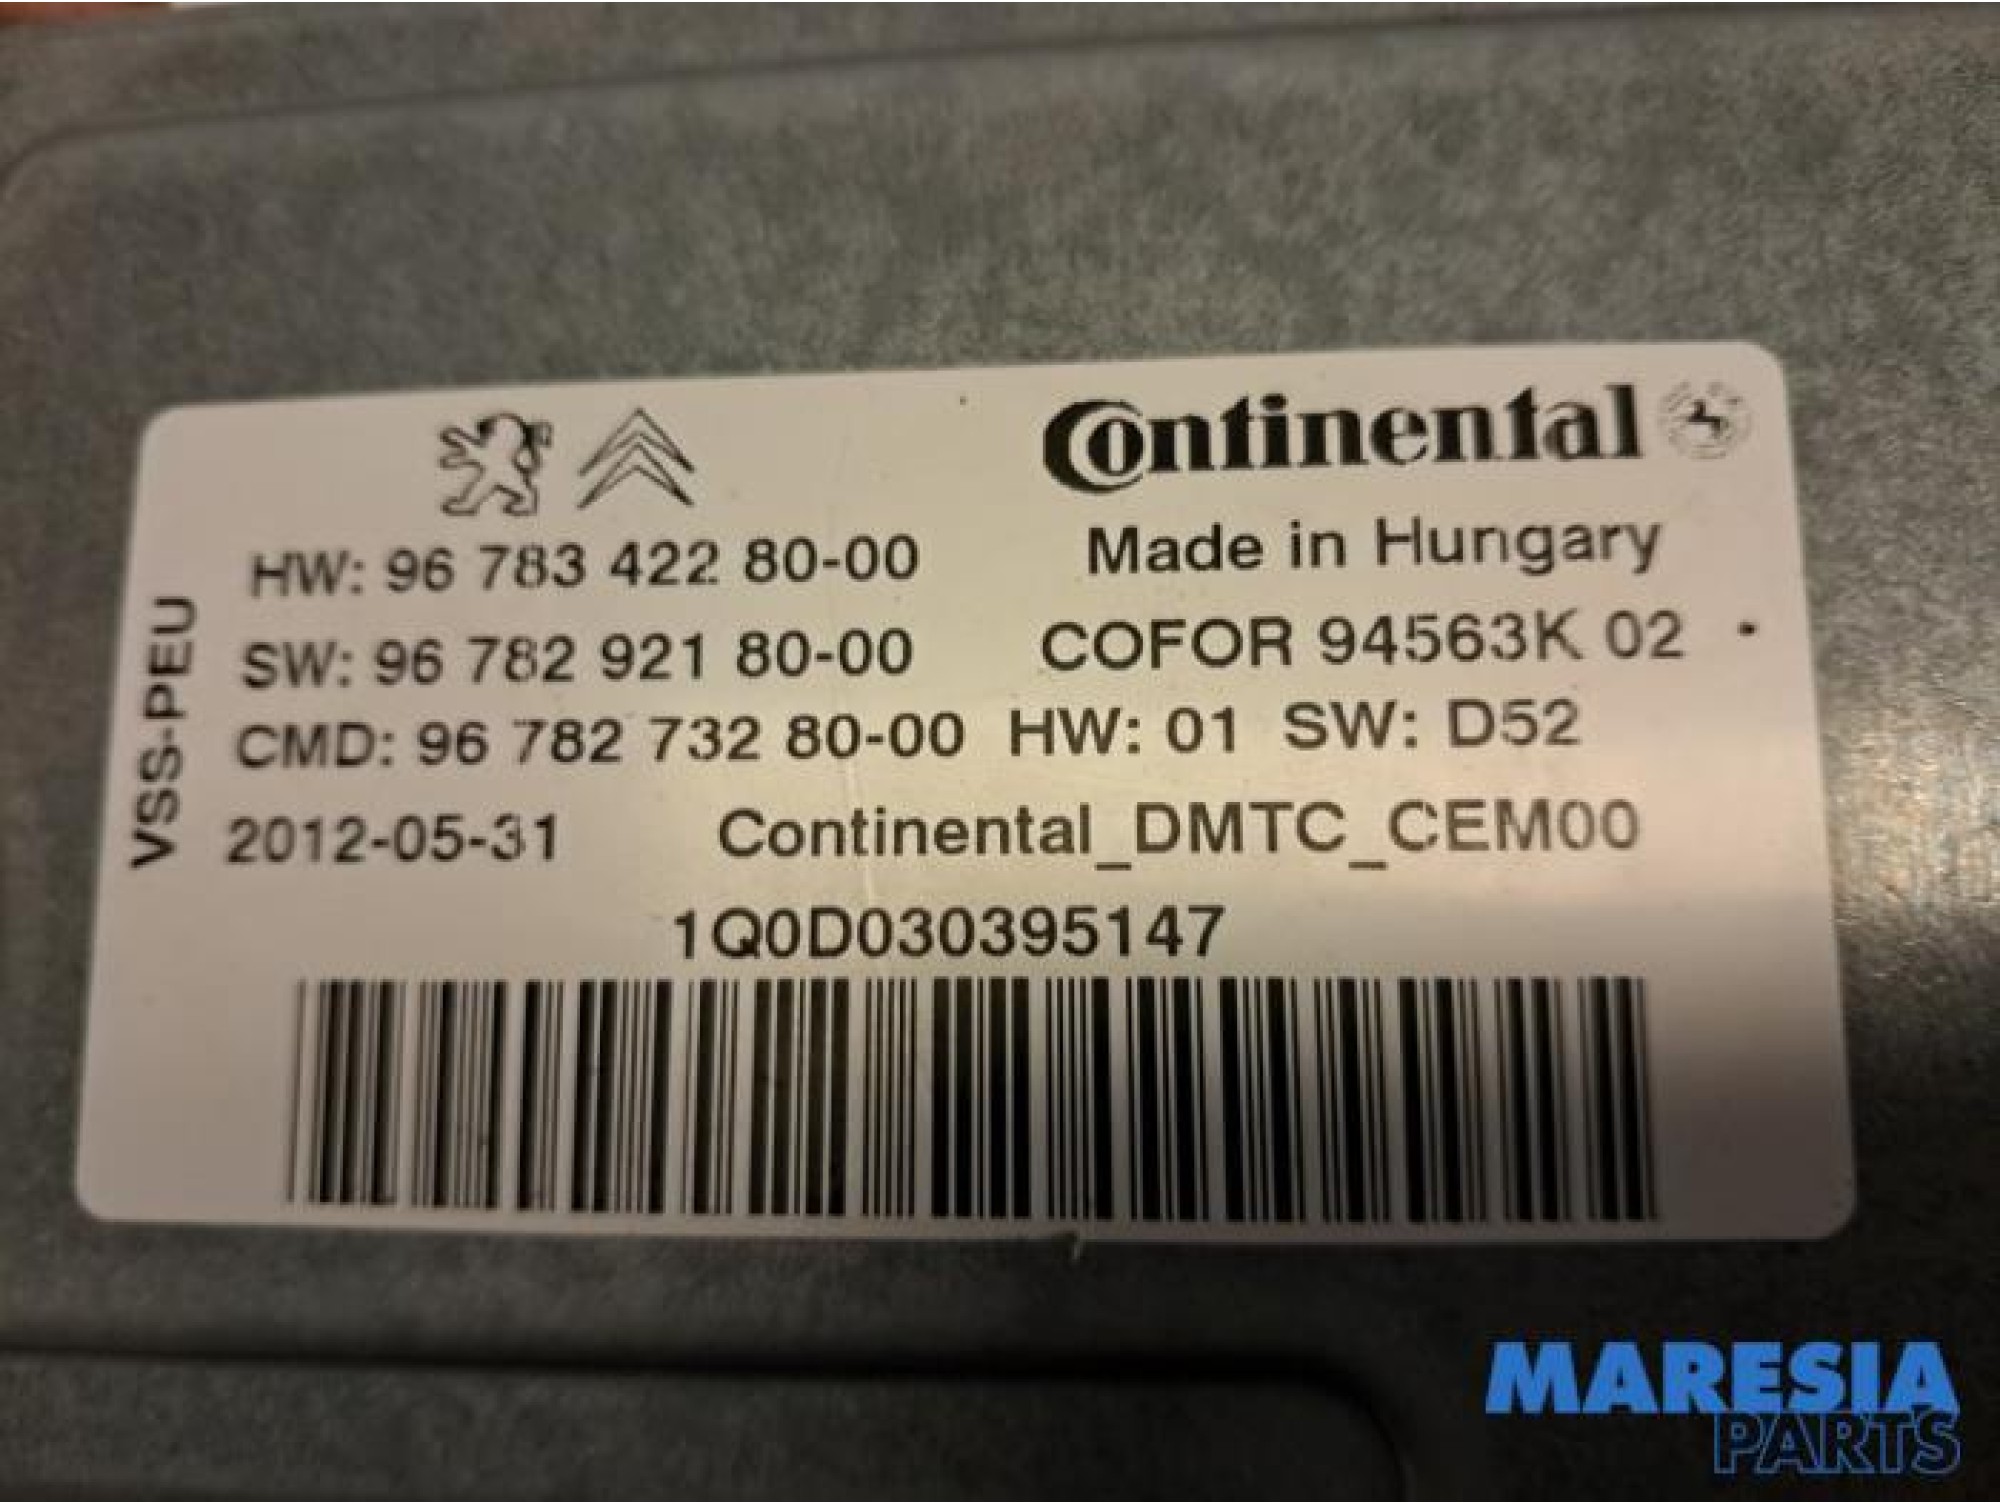 Continental
HW: 96 783 422 80-00 Made in Hungary
SW: 96 782 921 80-00 COFOR 94563K 02
CMD: 96 782 732 80-00 HW: 01 SW: D52
2012-05-31 Continental_DMTC_CEM00
VSS-PEU
1Q0D030395147
MARESIA
PARTS